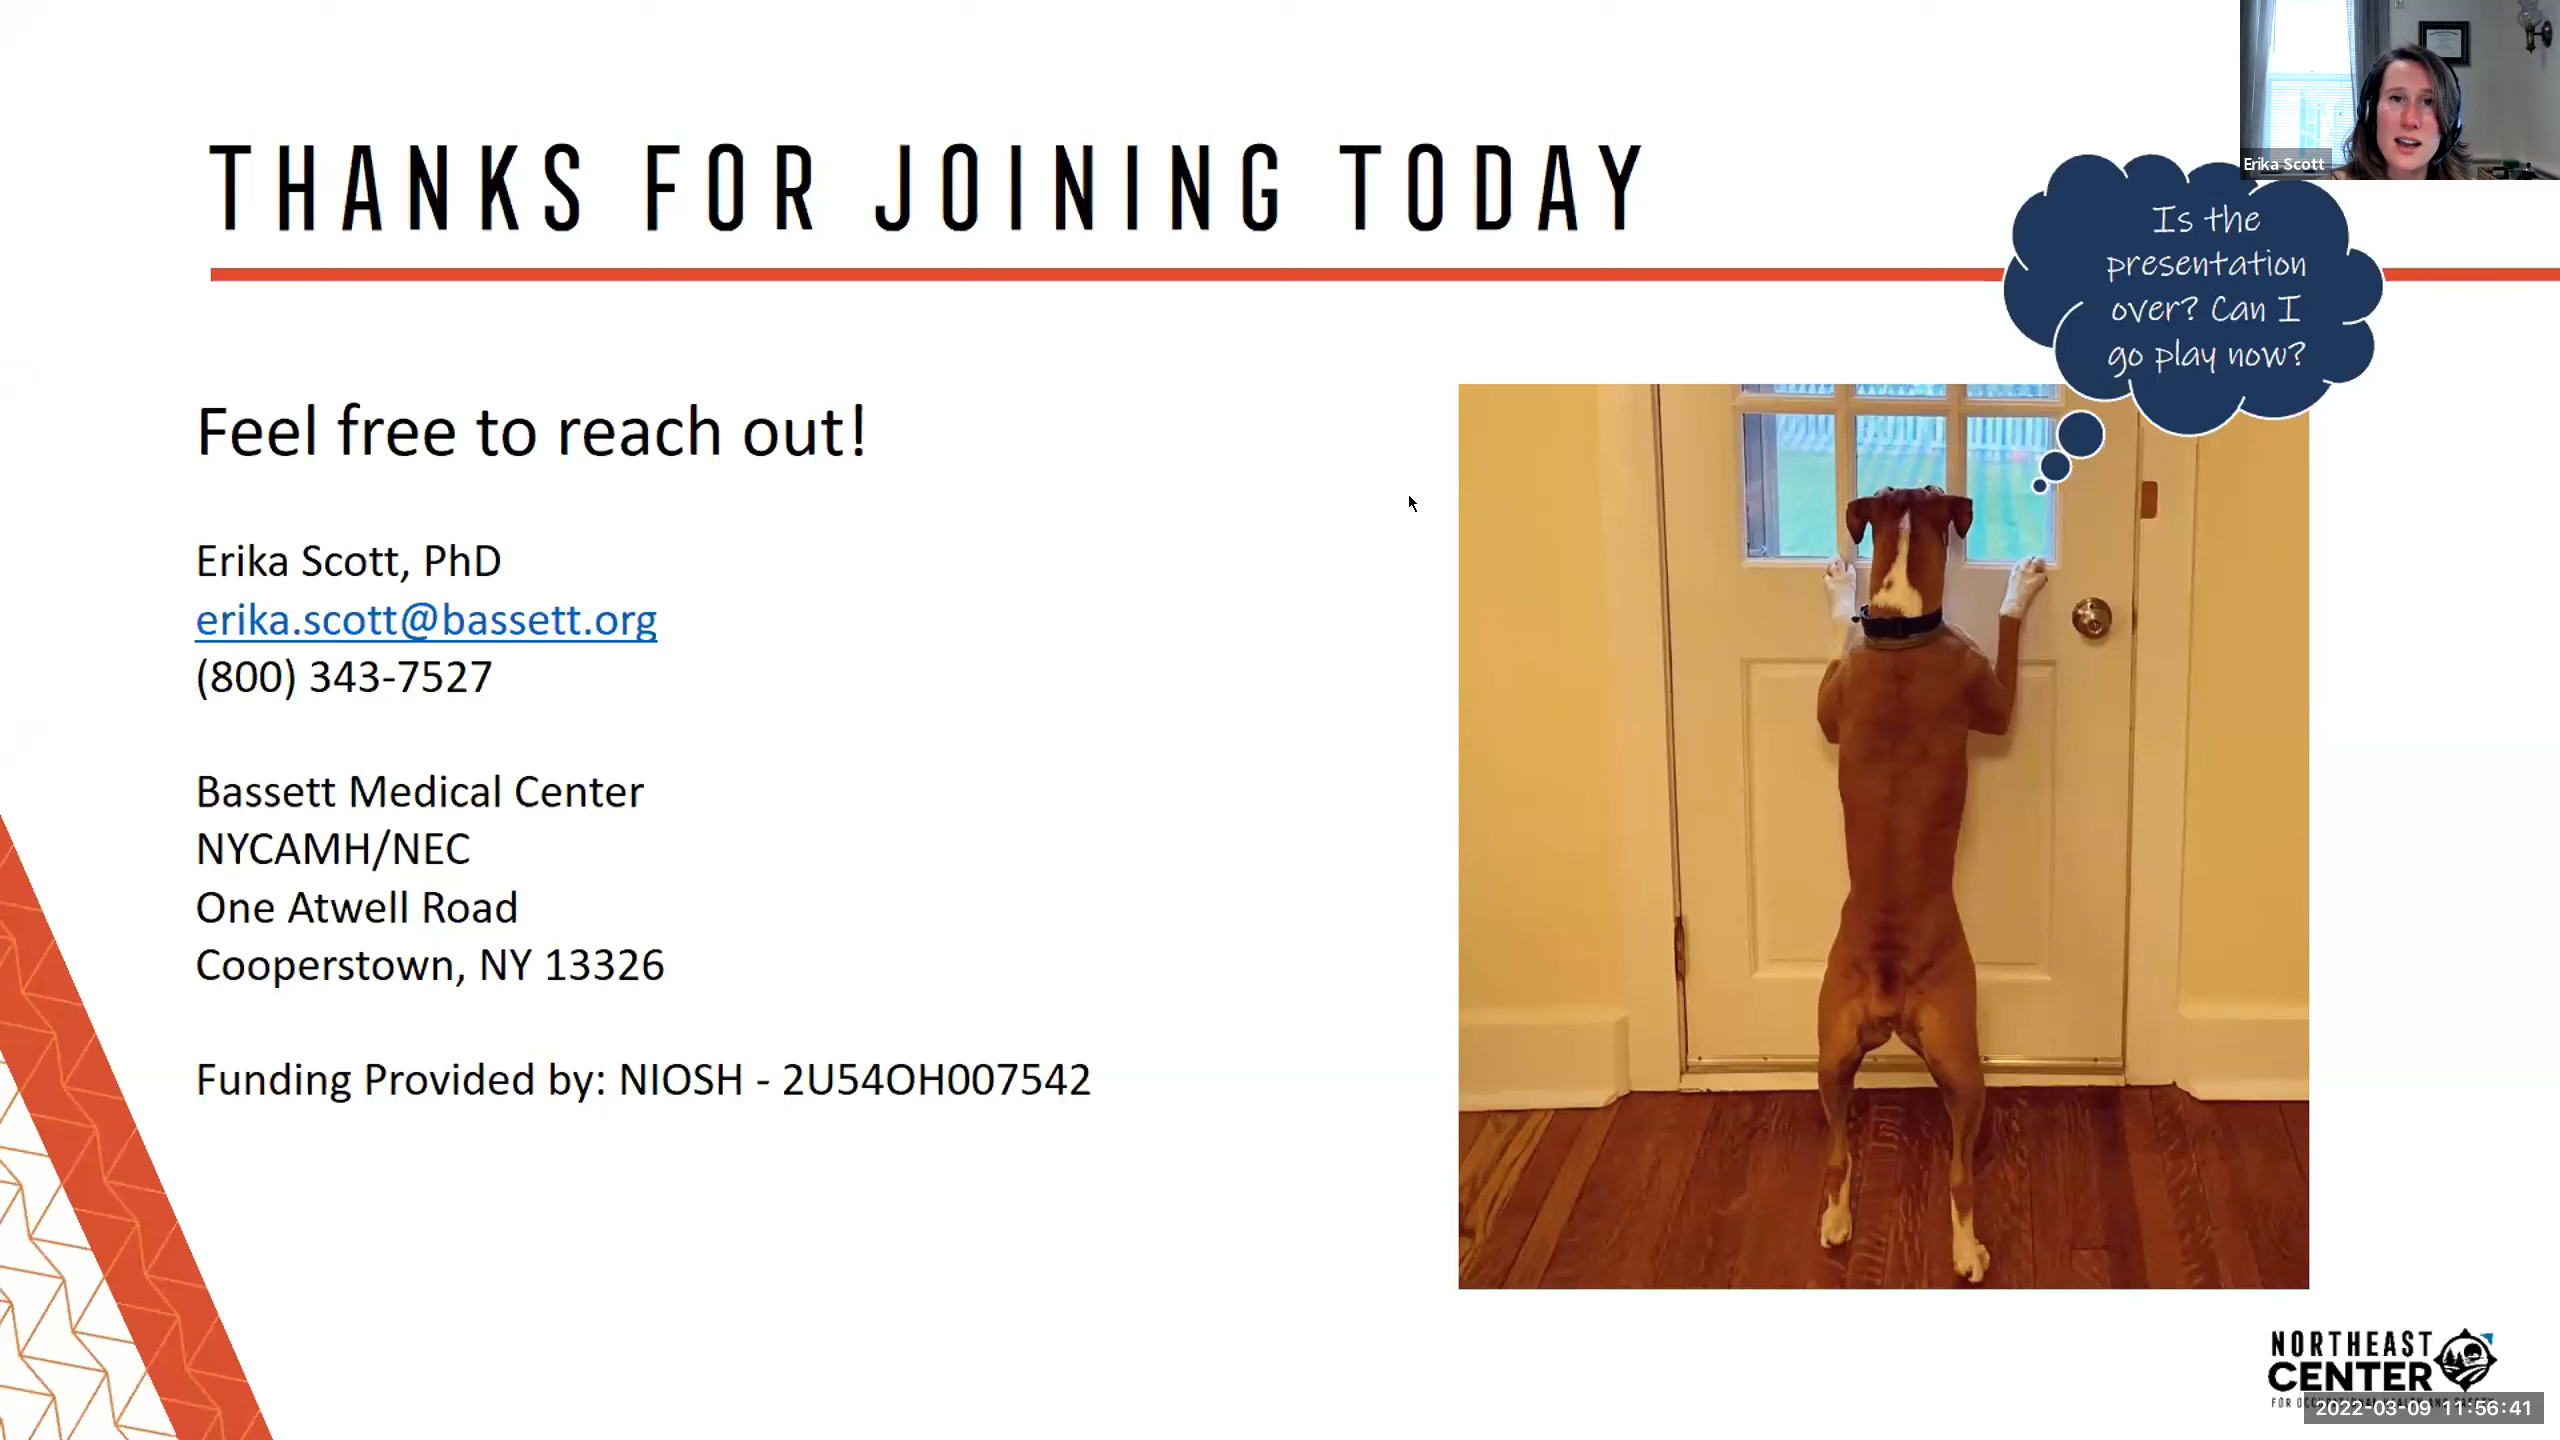 THANKS FOR JOINING TODAY
Erika Scott
Is the
presentation
over? Can I
go play now?
Feel free to reach out!
Erika Scott, PhD
erika.scott@bassett.org
(800) 343-7527
Bassett Medical Center
NYCAMH/NEC
One Atwell Road
Cooperstown, NY 13326
Funding Provided by: NIOSH - 2U54OH007542
NORTHEAST
CENTER
2022-03-09 11:56:41